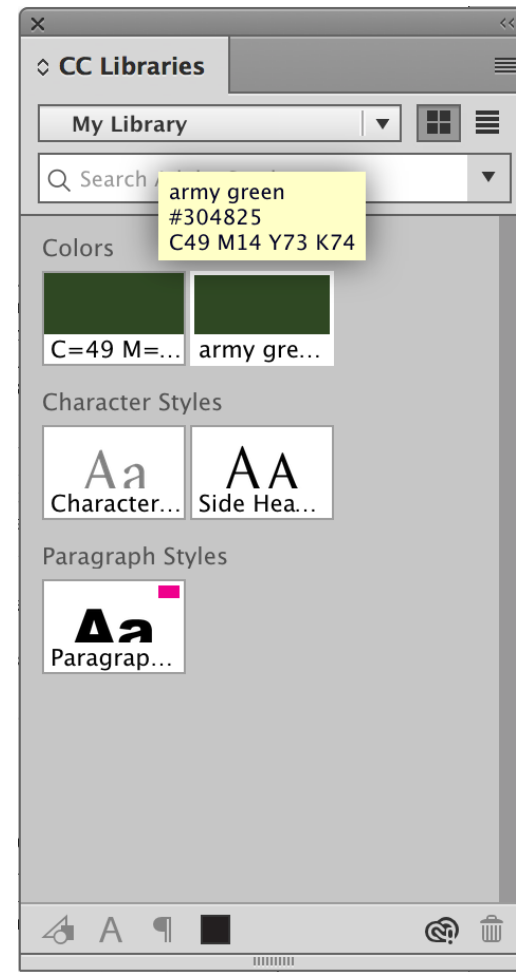 CC Libraries
My Library
Search
army green
#304825
C49 M14 Y73 K74
Colors
C=49 M=...
army gre...
Character Styles
Aa
AA
Character...
Side Hea...
Paragraph Styles
Aa
Paragrap...
A ¶